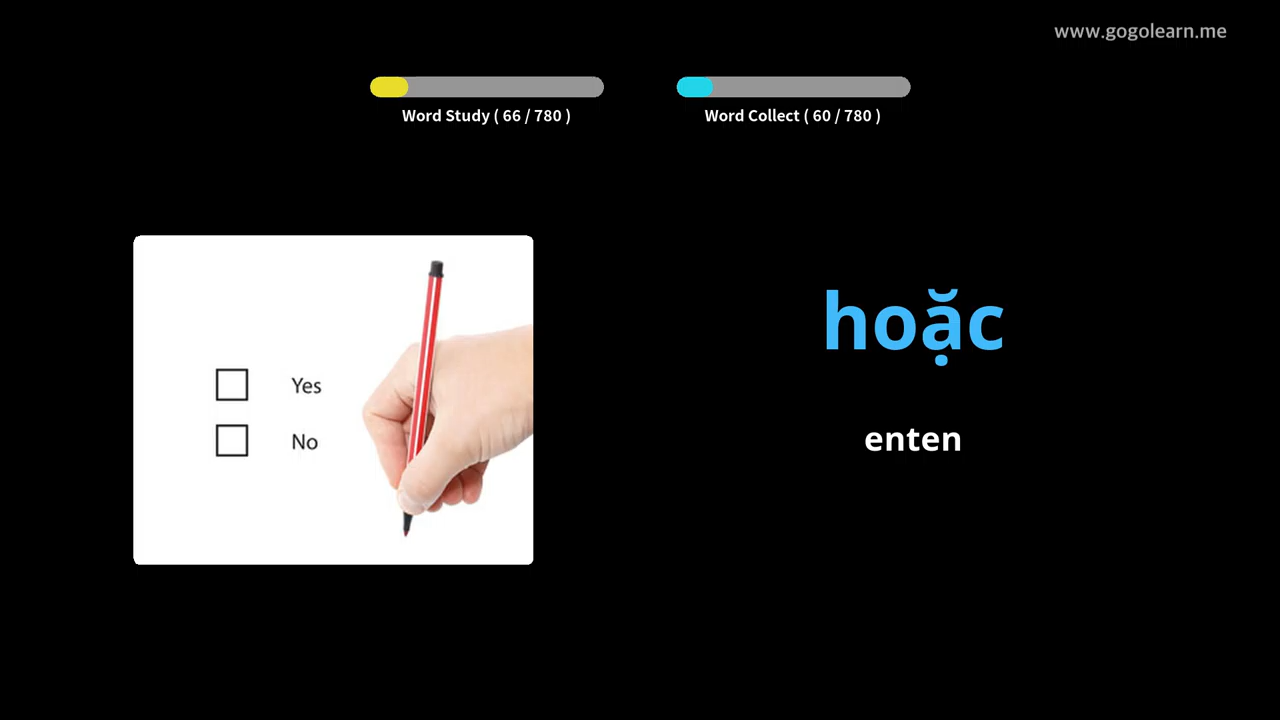 www.gogolearn.me
Word Study ( 66 / 780 )
Word Collect ( 60 / 780 )
Yes
No
hoặc
enten